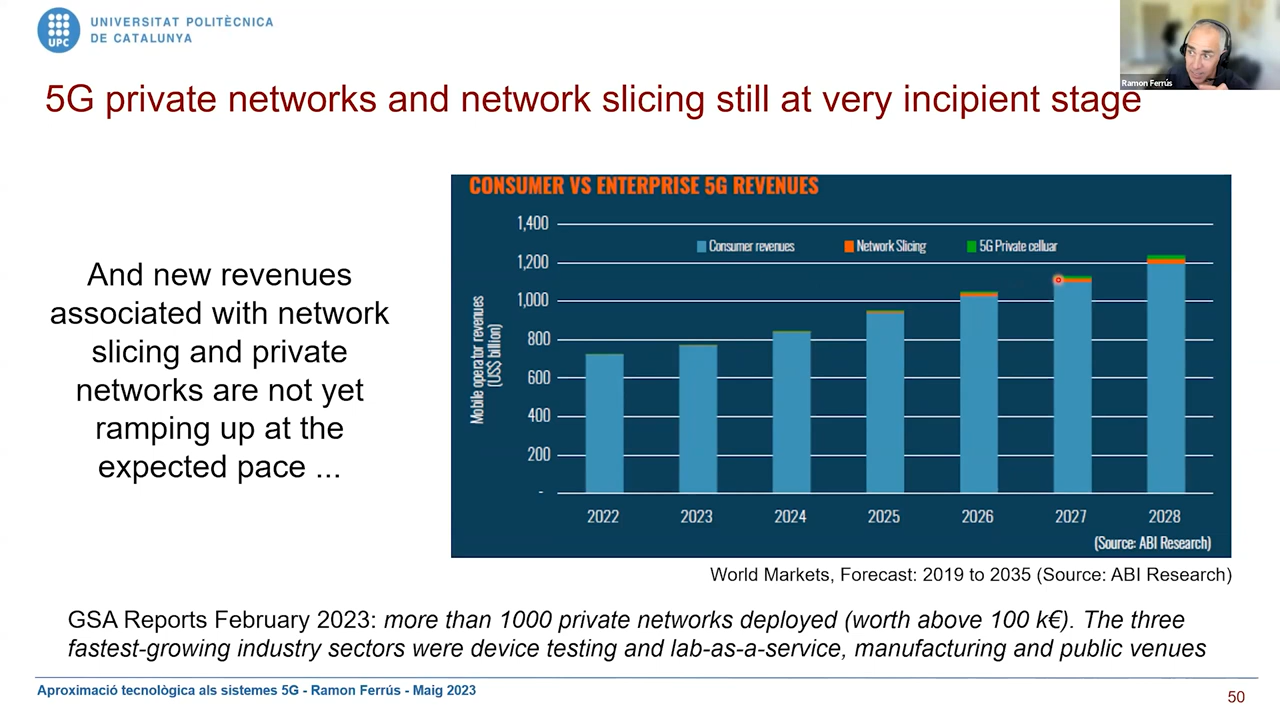 UNIVERSITAT POLITÈCNICA
DE CATALUNYA
UPC
Ramon Ferrús
5G private networks and network slicing still at very incipient stage
And new revenues
associated with network
slicing and private
networks are not yet
ramping up at the
expected pace ...
CONSUMER VS ENTERPRISE 5G REVENUES
Consumer revenues
Network Slicing
5G Private celluar
Mobile operator revenues
(US$ billion)
1,400
1,200
1,000
800
600
400
200
-
2022 2023 2024 2025 2026 2027 2028
(Source: ABI Research)
World Markets, Forecast: 2019 to 2035 (Source: ABI Research)
GSA Reports February 2023: more than 1000 private networks deployed (worth above 100 k€). The three
fastest-growing industry sectors were device testing and lab-as-a-service, manufacturing and public venues
Aproximació tecnològica als sistemes 5G - Ramon Ferrús - Maig 2023
50